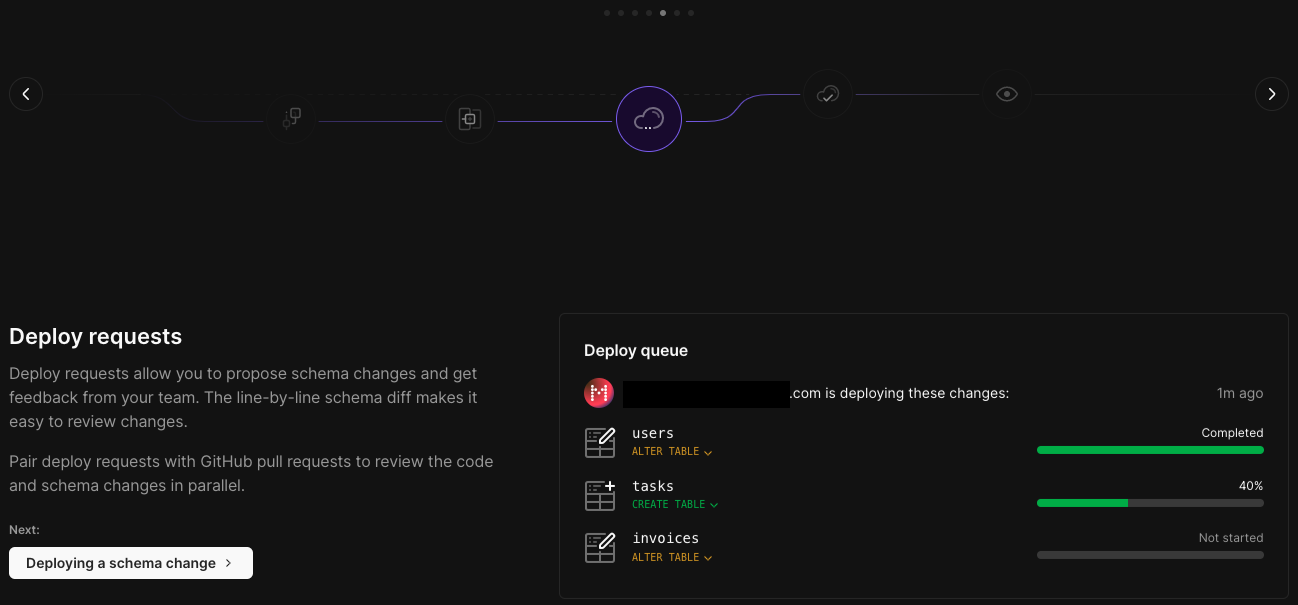 Deploy requests
Deploy requests allow you to propose schema changes and get
feedback from your team. The line-by-line schema diff makes it
easy to review changes.
Pair deploy requests with GitHub pull requests to review the code
and schema changes in parallel.
Next:
Deploying a schema change
Deploy queue
.com is deploying these changes:
1m ago
users
ALTER TABLE
Completed
tasks
CREATE TABLE
40%
invoices
ALTER TABLE
Not started